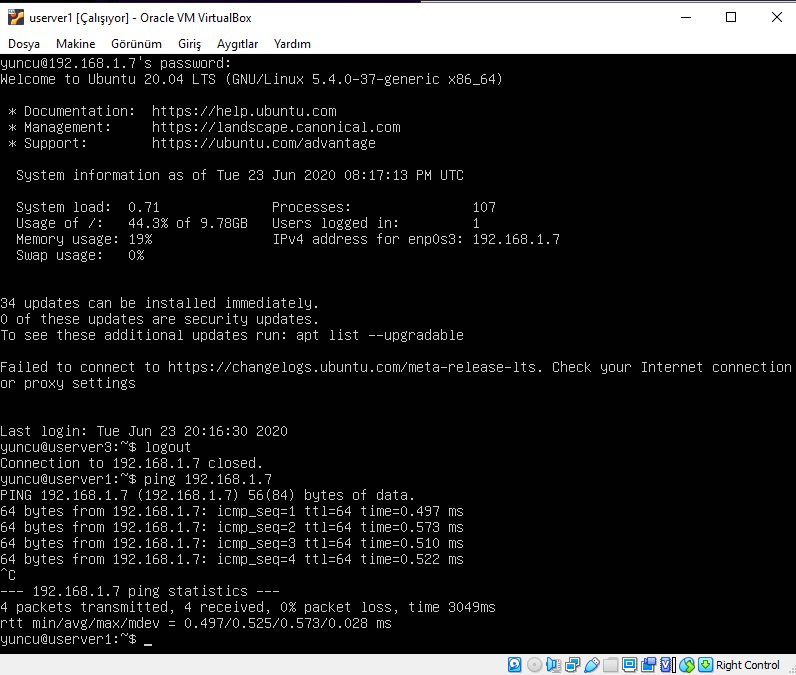 userver1 [Çalışıyor] - Oracle VM VirtualBox
Dosya Makine Görünüm Giriş Aygıtlar Yardım
yuncu@192.168.1.7's password:
Welcome to Ubuntu 20.04 LTS (GNU/Linux 5.4.0-37-generic x86_64)
* Documentation: https://help.ubuntu.com
* Management: https://landscape.canonical.com
* Support: https://ubuntu.com/advantage
System information as of Tue 23 Jun 2020 08:17:13 PM UTC
System load: 0.71 Processes: 107
Usage of /: 44.3% of 9.78GB Users logged in: 1
Memory usage: 19% IPv4 address for enp0s3: 192.168.1.7
Swap usage: 0%
34 updates can be installed immediately.
0 of these updates are security updates.
To see these additional updates run: apt list --upgradable
Failed to connect to https://changelogs.ubuntu.com/meta-release-lts. Check your Internet connection
or proxy settings
Last login: Tue Jun 23 20:16:30 2020
yuncu@userver3:~$ logout
Connection to 192.168.1.7 closed.
yuncu@userver1:~$ ping 192.168.1.7
PING 192.168.1.7 (192.168.1.7) 56(84) bytes of data.
64 bytes from 192.168.1.7: icmp_seq=1 ttl=64 time=0.497 ms
64 bytes from 192.168.1.7: icmp_seq=2 ttl=64 time=0.573 ms
64 bytes from 192.168.1.7: icmp_seq=3 ttl=64 time=0.510 ms
64 bytes from 192.168.1.7: icmp_seq=4 ttl=64 time=0.522 ms
^C
--- 192.168.1.7 ping statistics ---
4 packets transmitted, 4 received, 0% packet loss, time 3049ms
rtt min/avg/max/mdev = 0.497/0.525/0.573/0.028 ms
yuncu@userver1:~$ _
Right Control